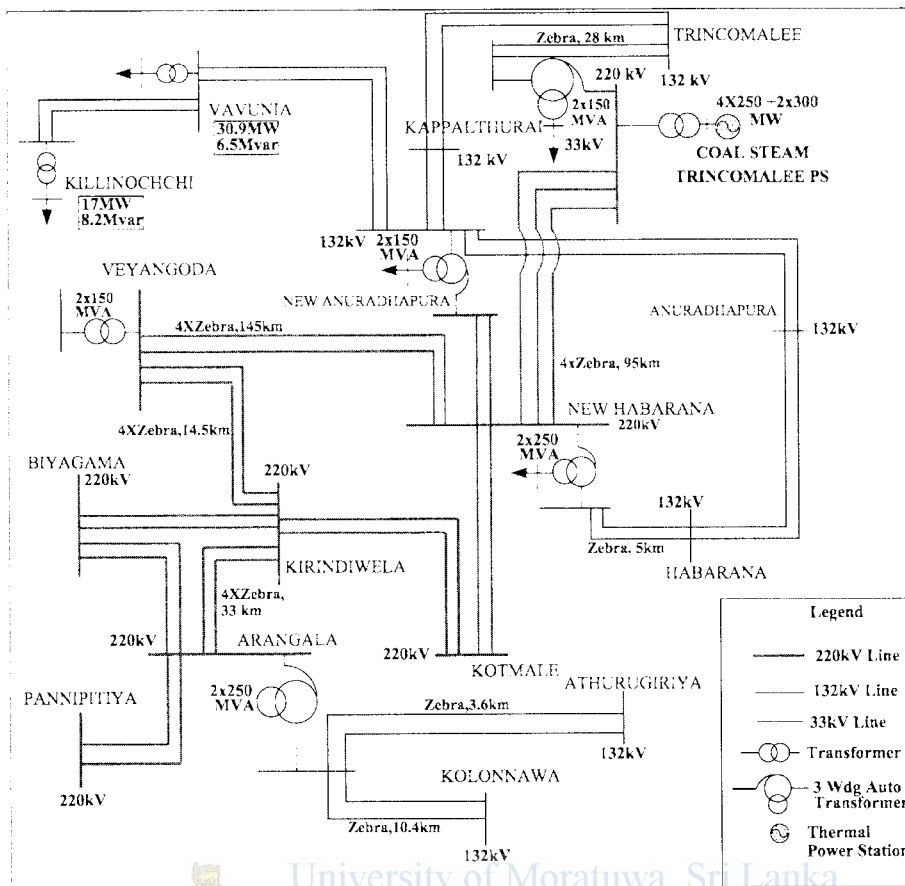 Zebra, 28 km
TRINCOMALEE
220 kV
132 kV
VAVUNIA
30.9MW
6.5Mvar
KAPPALTHURAI
132 kV
2x150
MVA
33kV
4X250 +2x300
MW
COAL STEAM
TRINCOMALEE PS
KILLINOCHCHI
17MW
8.2Mvar
132kV
2x150
MVA
VEYANGODA
2x150
MVA
NEW ANURADHAPURA
ANURADHAPURA
132kV
4XZebra,145km
4xZebra, 95km
NEW HABARANA
220kV
4XZebra,14.5km
2x250
MVA
BIYAGAMA
220kV
220kV
132kV
Zebra, 5km
HABARANA
KIRINDIWELA
4XZebra,
33 km
220kV
ARANGALA
220kV
KOTMALE
PANNIPITIYA
2x250
MVA
220kV
ATHURUGIRIYA
Zebra,3.6km
132kV
KOLONNAWA
Zebra,10.4km
132kV
Legend
220kV Line
132kV Line
33kV Line
Transformer
3 Wdg Auto
Transformer
Thermal
Power Station
University of Moratuwa, Sri Lanka